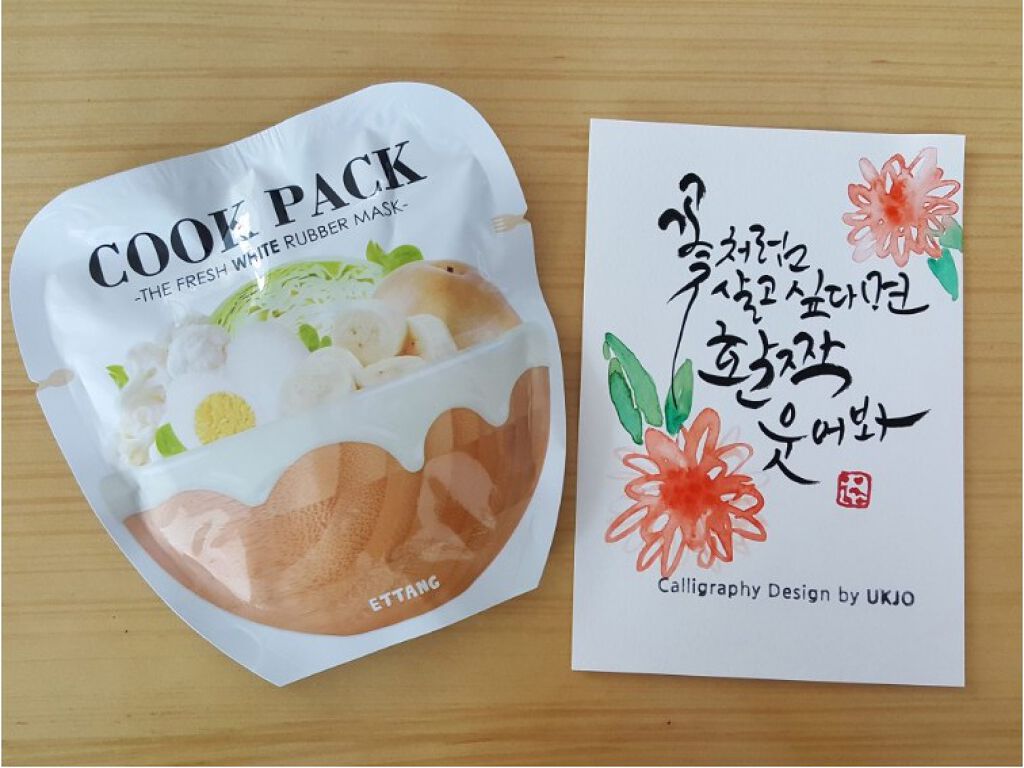 COOK PACK
-THE FRESH WHITE RUBBER MASK-
ETTANG
꽃처럼
살고 싶다면
활짝
웃어봐
Calligraphy Design by UKJO